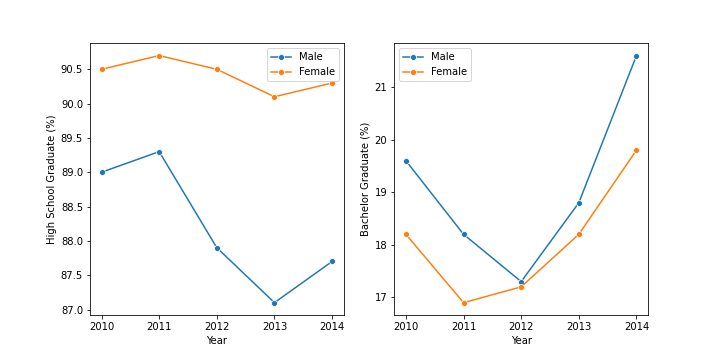 High School Graduate (%)
90.5
90.0
89.5
89.0
88.5
88.0
87.5
87.0
2010 2011 2012 2013 2014
Year
Male
Female
Bachelor Graduate (%)
21
20
19
18
17
2010 2011 2012 2013 2014
Year
Male
Female